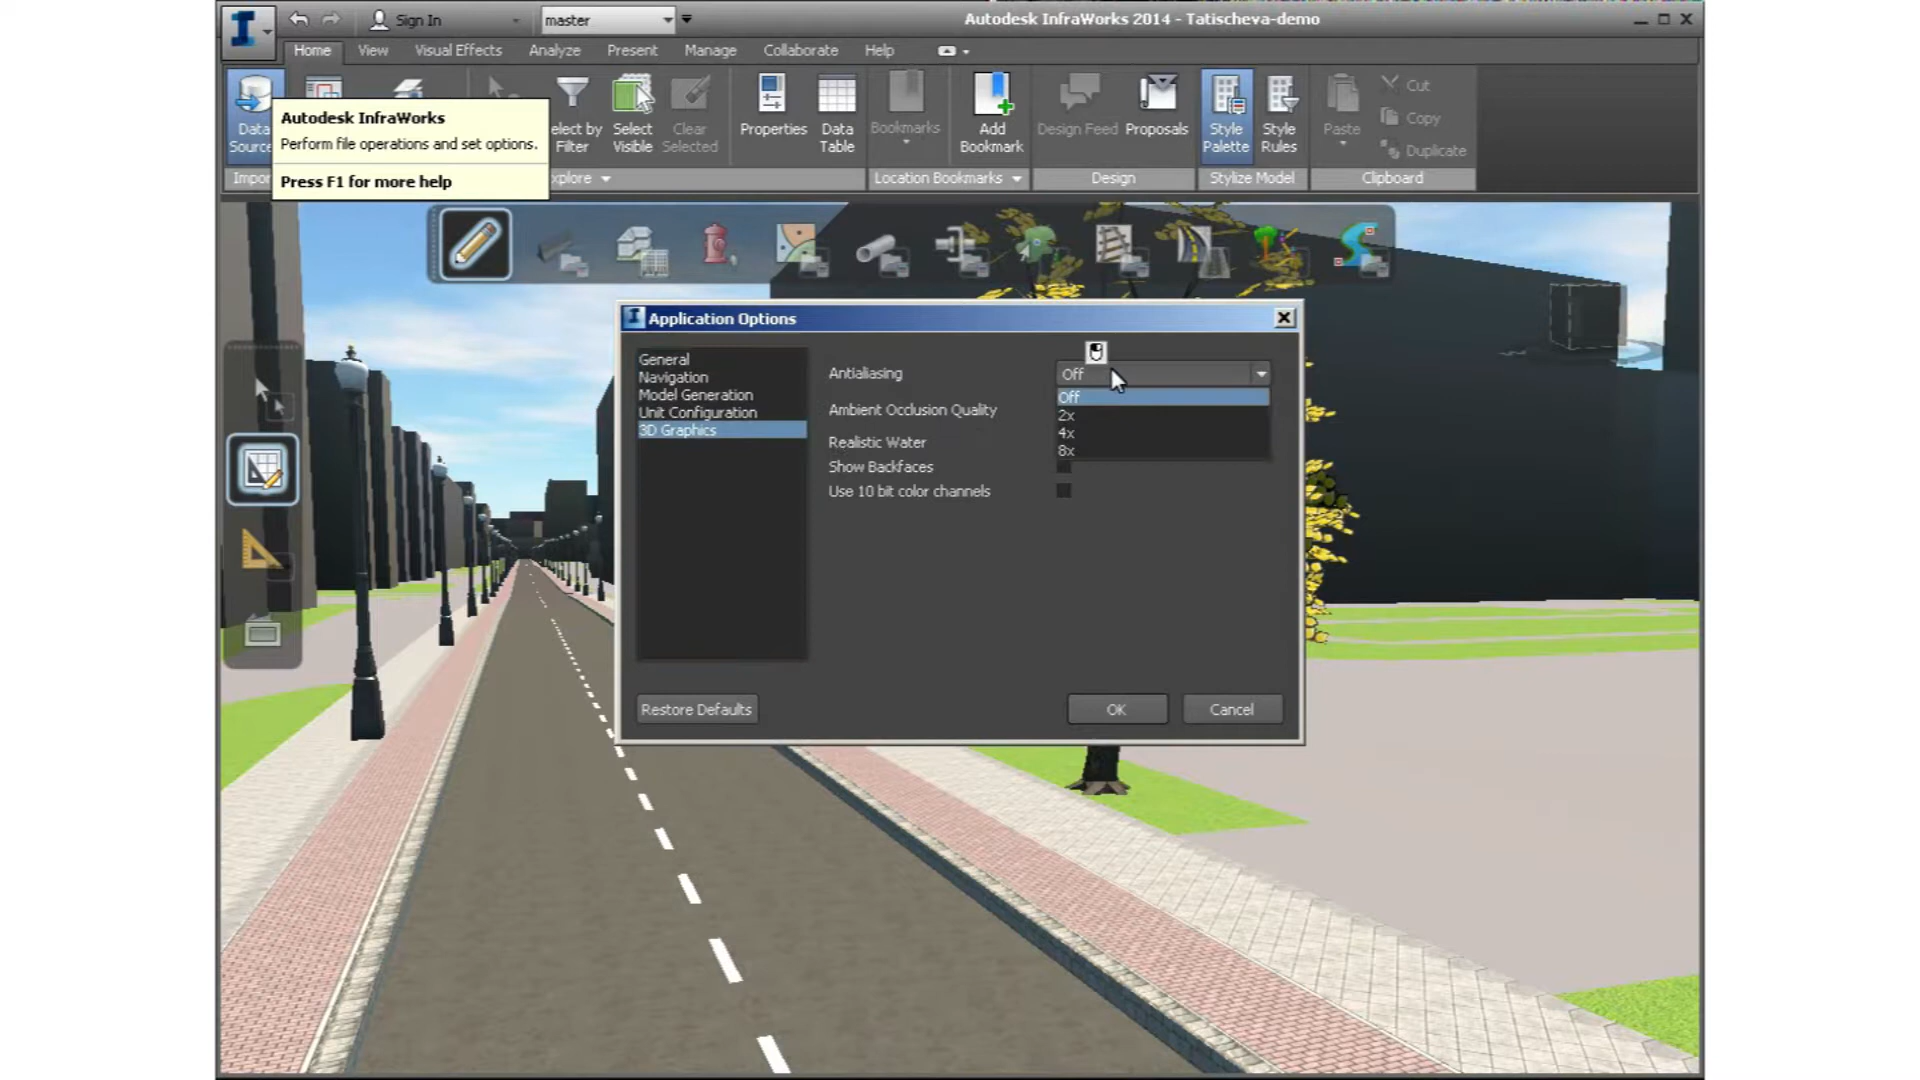 Sign In
master
Autodesk InfraWorks 2014 - Tatischeva-demo
Home
View
Visual Effects
Analyze
Present
Manage
Collaborate
Help
Data
Source
Autodesk InfraWorks
Perform file operations and set options.
Press F1 for more help
elect by
Filter
Select
Visible
Clear
Selected
Properties
Data
Table
Bookmarks
Add
Bookmark
Design Feed
Proposals
Style
Palette
Style
Rules
Paste
Cut
Copy
Duplicate
Impor
xplore
Location Bookmarks
Design
Stylize Model
Clipboard
Application Options
General
Navigation
Model Generation
Unit Configuration
3D Graphics
Antialiasing
Off
Off
2x
4x
8x
Ambient Occlusion Quality
Realistic Water
Show Backfaces
Use 10 bit color channels
Restore Defaults
OK
Cancel